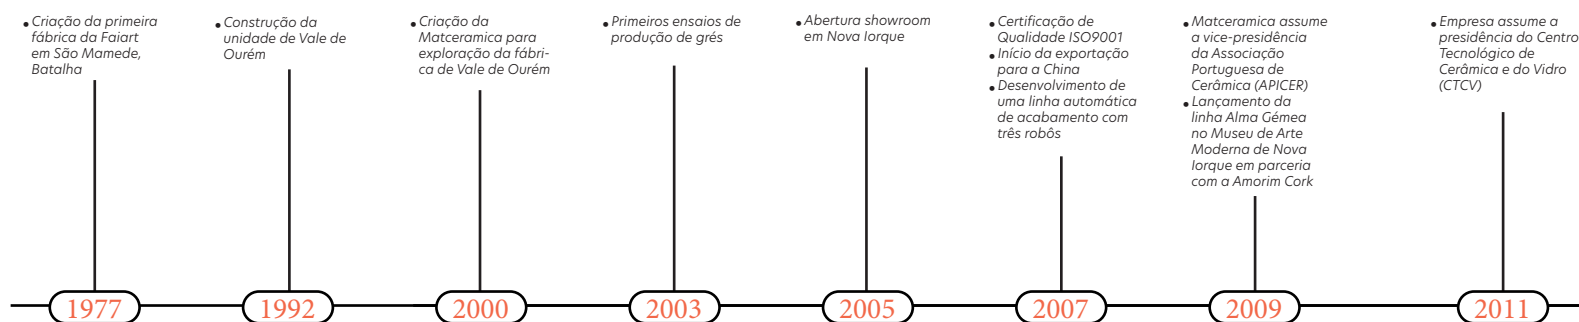 • Criação da primeira
fábrica da Faiart
em São Mamede,
Batalha
• Construção da
unidade de Vale de
Ourém
• Criação da
Matceramica para
exploração da fábri-
ca de Vale de Ourém
• Primeiros ensaios de
produção de grés
• Abertura showroom
em Nova Iorque
• Certificação de
Qualidade ISO9001
• Início da exportação
para a China
• Desenvolvimento de
uma linha automática
de acabamento com
três robôs
• Matceramica assume
a vice-presidência
da Associação
Portuguesa de
Cerâmica (APICER)
• Lançamento da
linha Alma Gémea
no Museu de Arte
Moderna de Nova
Iorque em parceria
com a Amorim Cork
• Empresa assume a
presidência do Centro
Tecnológico de
Cerâmica e do Vidro
(CTCV)
1977
1992
2000
2003
2005
2007
2009
2011